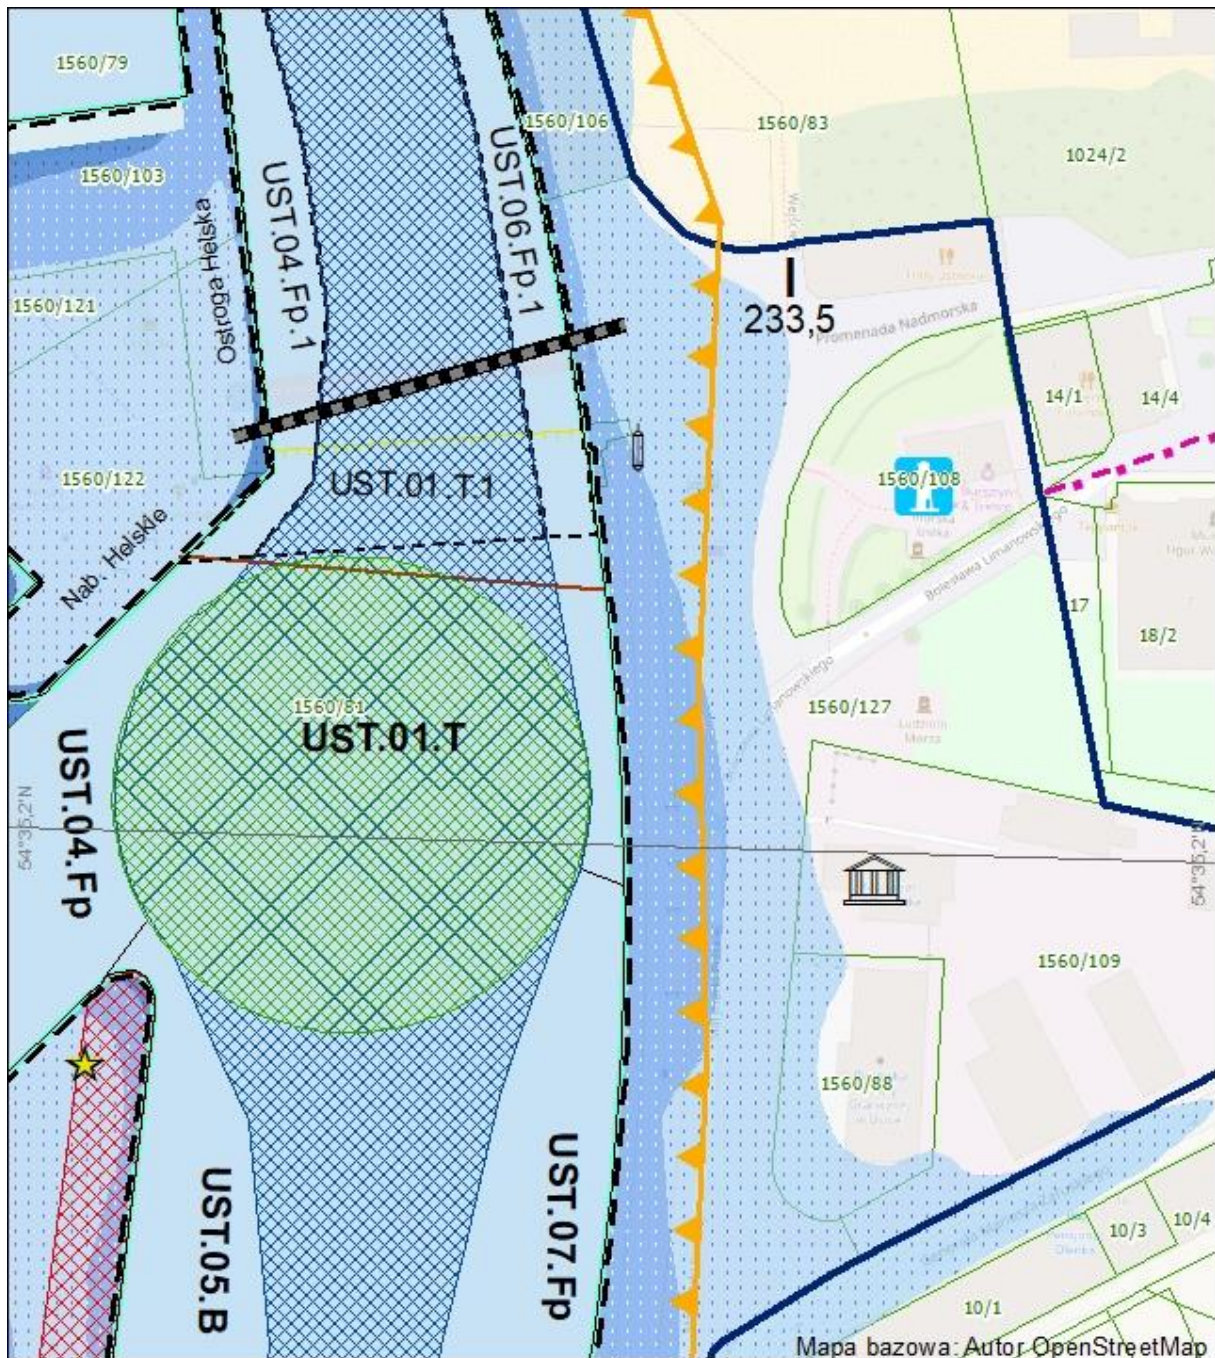 1560/79
1560/106
1560/83
1024/2
1560/103
UST.04.Fp.1
UST.06.Fp.1
Ostroga Helska
1560/121
I
233,5
Promenada Nadmorska
14/1
14/4
1560/122
UST.01.T.1
1560/108
Nab. Helskie
Bolesława Limanowskiego
17
18/2
1560/81
UST.01.T
1560/127
Ludziom
Morza
UST.04.Fp
54°35,2'N
54°35,2'N
1560/109
1560/88
UST.05.B
UST.07.Fp
10/3
10/4
10/1
Mapa bazowa: Autor OpenStreetMap